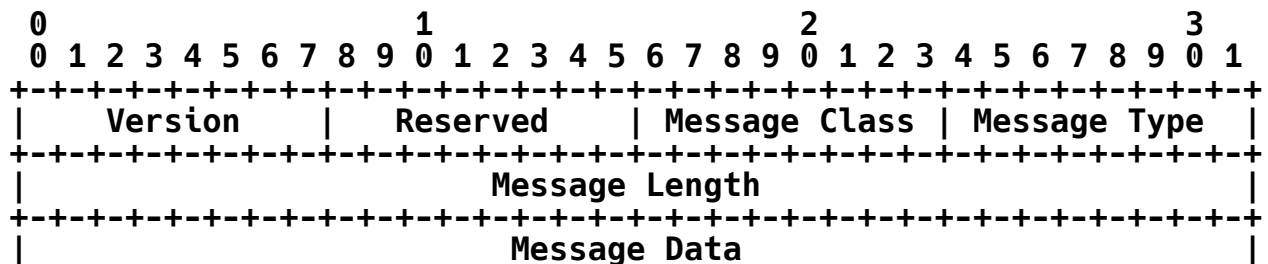 0                   1                   2                   3
 0 1 2 3 4 5 6 7 8 9 0 1 2 3 4 5 6 7 8 9 0 1 2 3 4 5 6 7 8 9 0 1
+-+-+-+-+-+-+-+-+-+-+-+-+-+-+-+-+-+-+-+-+-+-+-+-+-+-+-+-+-+-+-+-+
|    Version    |   Reserved    | Message Class | Message Type  |
+-+-+-+-+-+-+-+-+-+-+-+-+-+-+-+-+-+-+-+-+-+-+-+-+-+-+-+-+-+-+-+-+
|                        Message Length                         |
+-+-+-+-+-+-+-+-+-+-+-+-+-+-+-+-+-+-+-+-+-+-+-+-+-+-+-+-+-+-+-+-+
|                         Message Data                          |